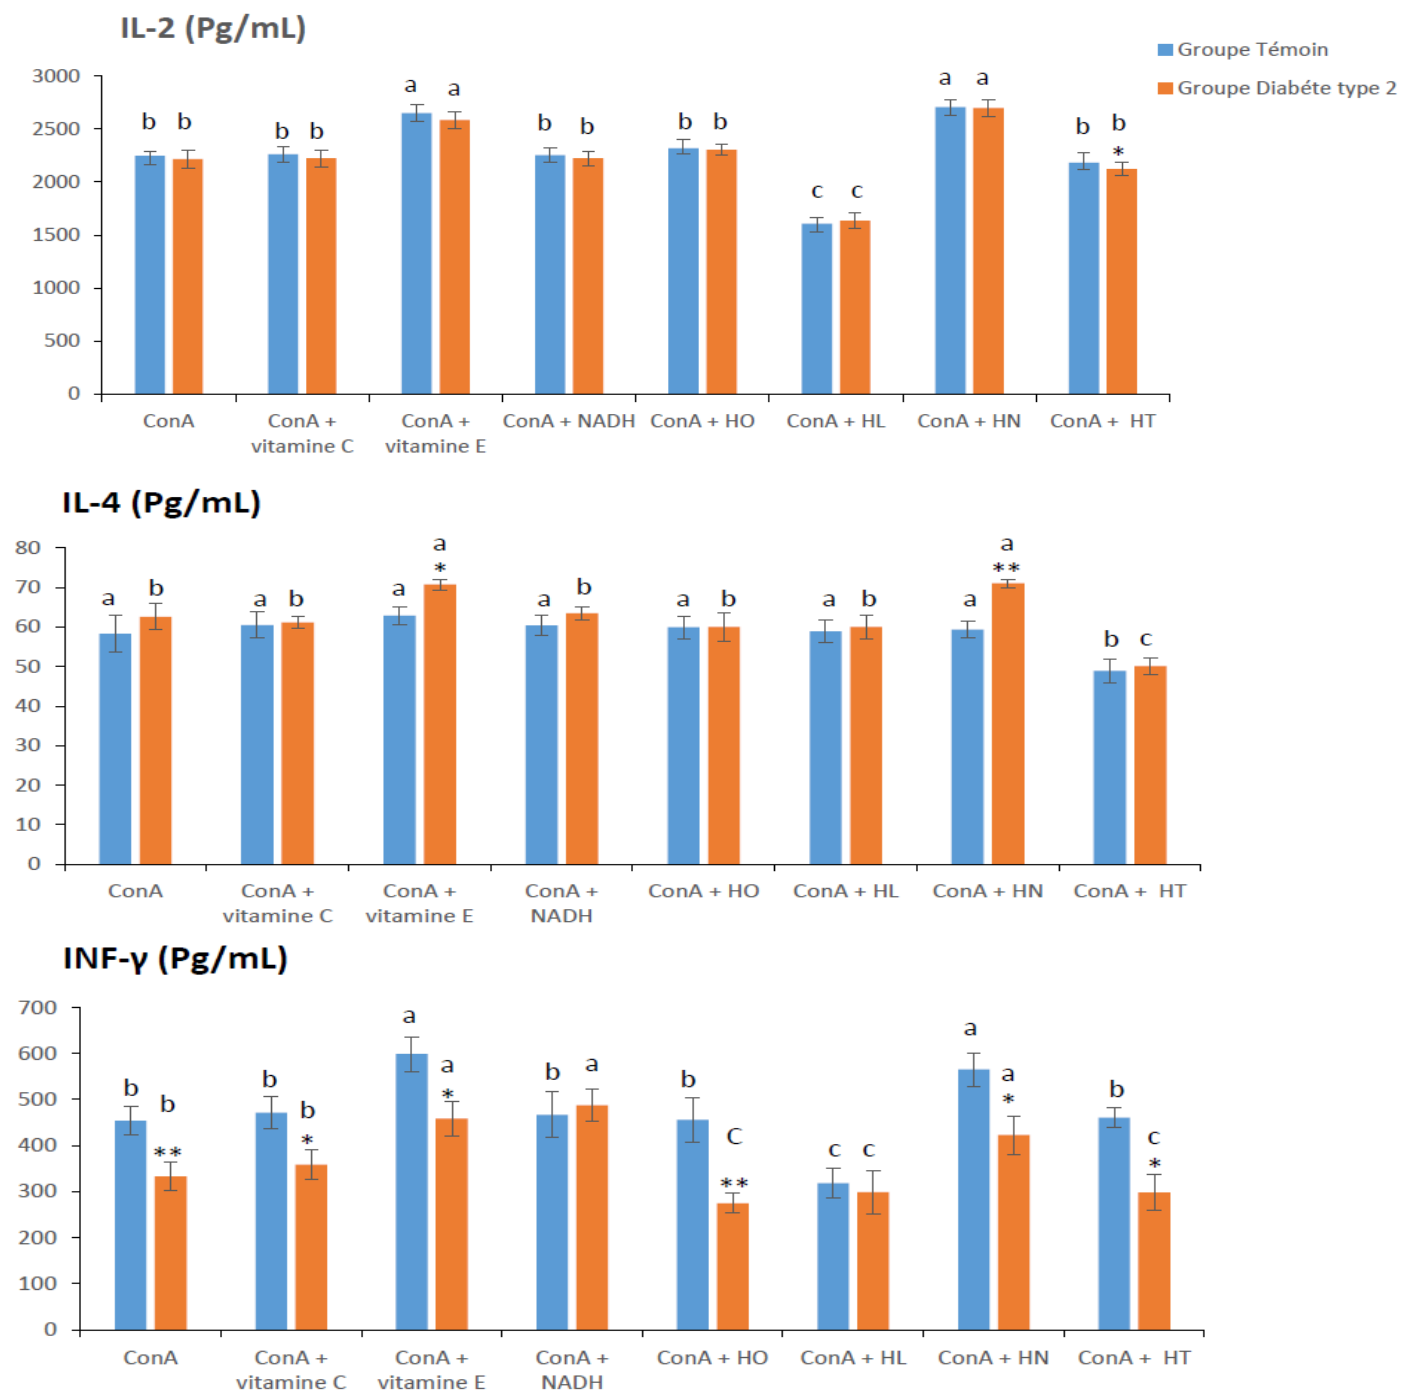 IL-2 (Pg/mL)
Groupe Témoin
Groupe Diabéte type 2
3000
2500
2000
1500
1000
500
0
b b b b a a b b b b c c a a b b
*
ConA
ConA +
vitamine C
ConA +
vitamine E
ConA + NADH
ConA + HO
ConA + HL
ConA + HN
ConA + HT
IL-4 (Pg/mL)
80
70
60
50
40
30
20
10
0
a b a b a a
*
a b a b a b a a
**
b c
ConA
ConA +
vitamine C
ConA +
vitamine E
ConA +
NADH
ConA + HO
ConA + HL
ConA + HN
ConA + HT
INF-γ (Pg/mL)
700
600
500
400
300
200
100
0
b b
**
b b
*
a a
*
b a
b C
**
c c
a a
*
b c
*
ConA
ConA +
vitamine C
ConA +
vitamine E
ConA +
NADH
ConA + HO
ConA + HL
ConA + HN
ConA + HT